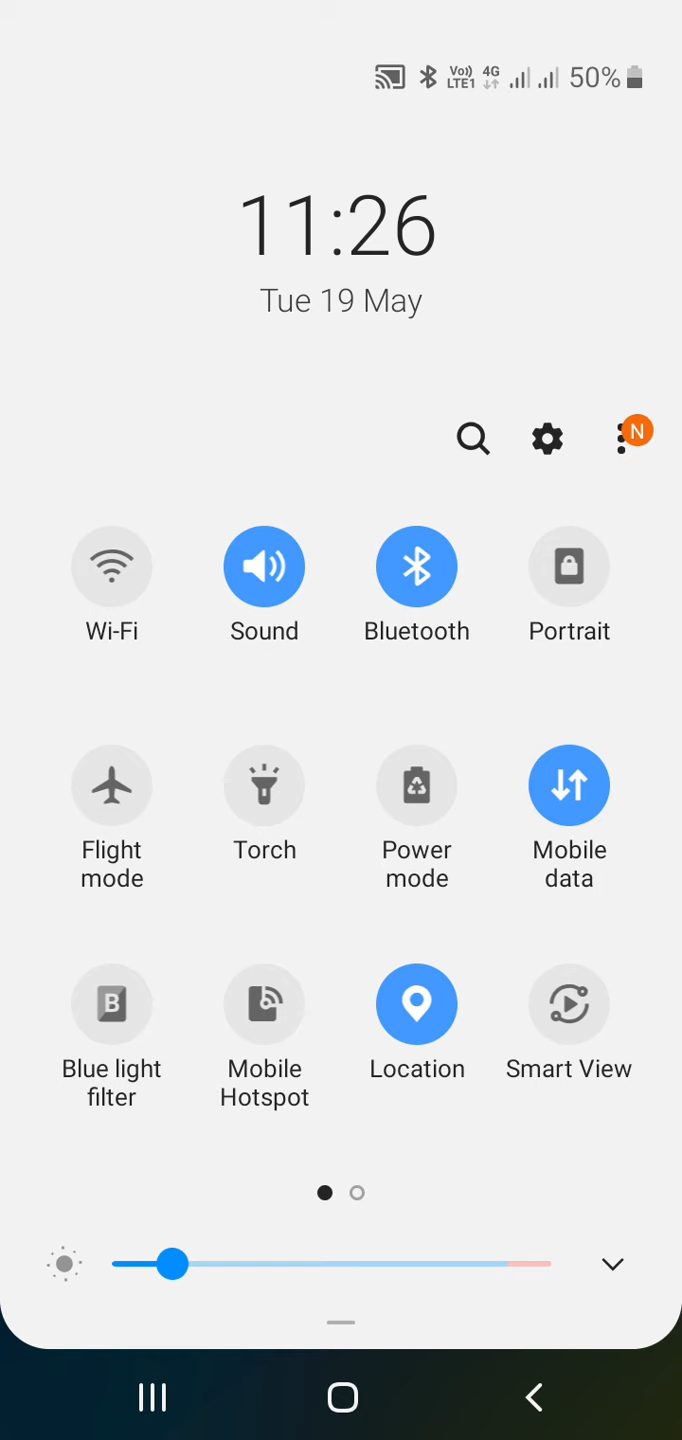 Vo)) LTE1 4G 50%
11:26
Tue 19 May
N
Wi-Fi Sound Bluetooth Portrait
Flight mode Torch Power mode Mobile data
B
Blue light filter Mobile Hotspot Location Smart View